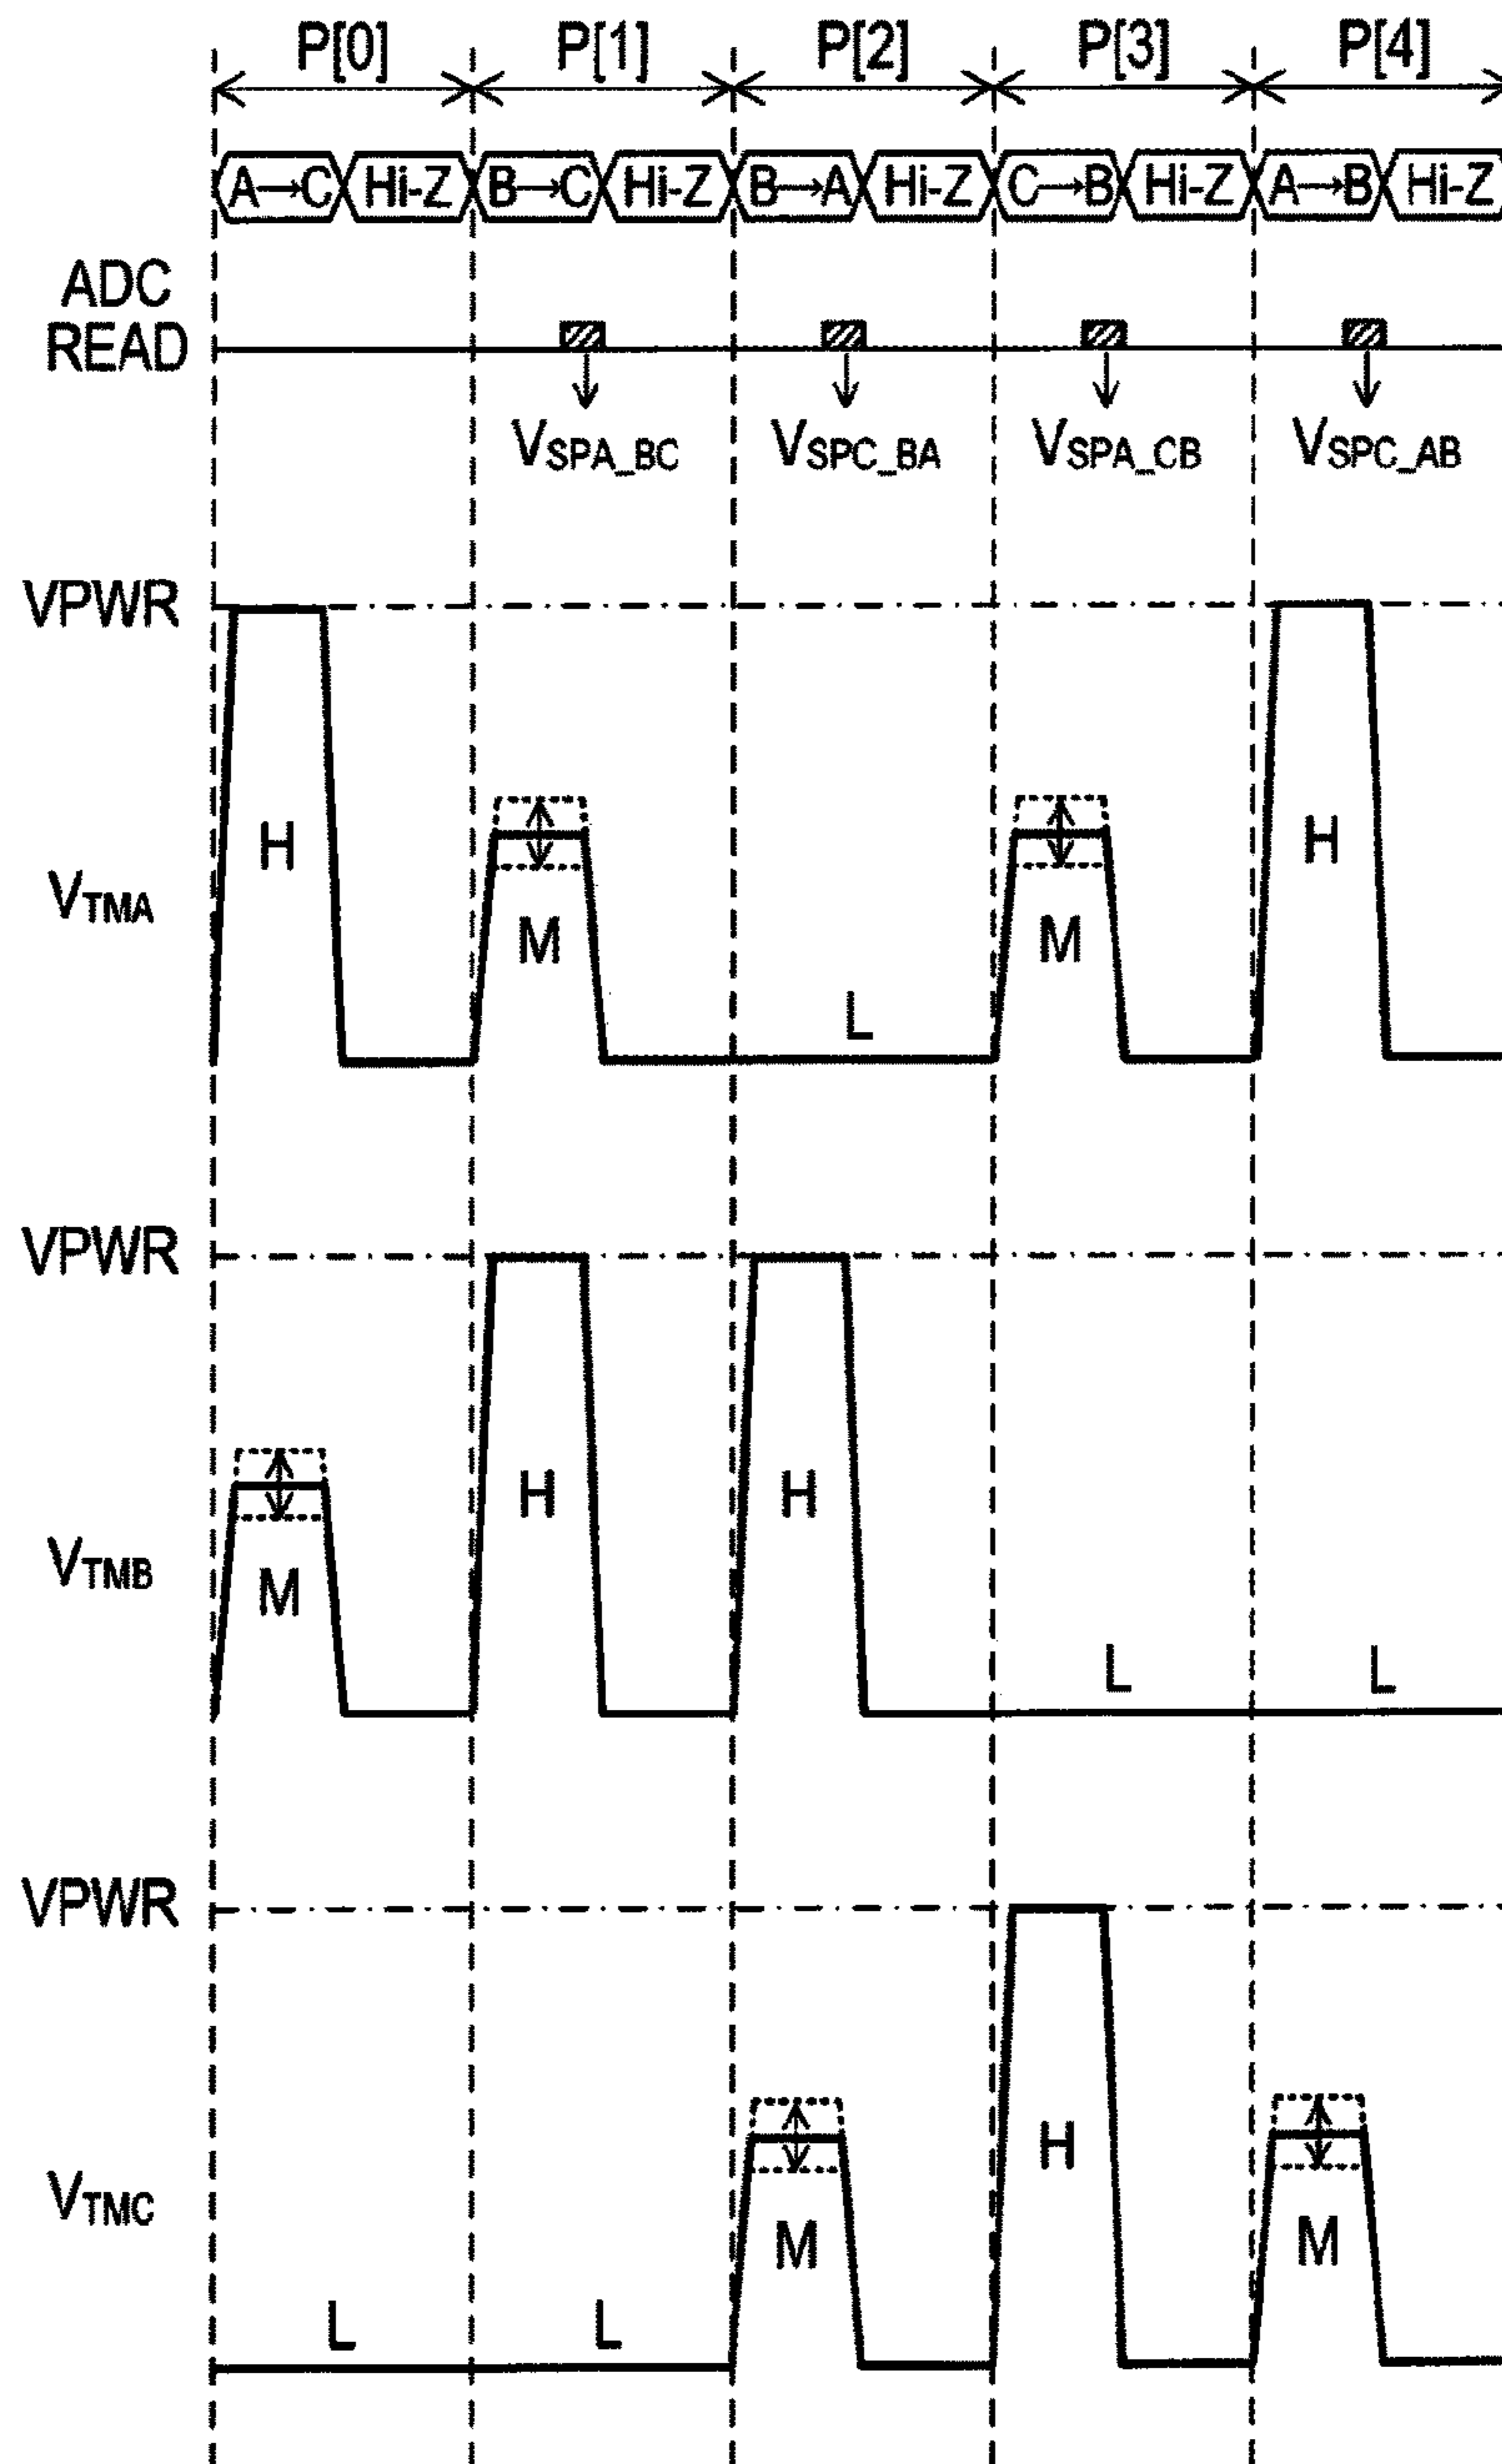 P[0] P[1] P[2] P[3] P[4]
A→C Hi-Z B→C Hi-Z B→A Hi-Z C→B Hi-Z A→B Hi-Z
ADC
READ
VSPA_BC VSPC_BA VSPA_CB VSPC_AB
VPWR
H H
VTMA
M M
L
VPWR
H H
VTMB
M
L L
VPWR
H
VTMC
M M
L L